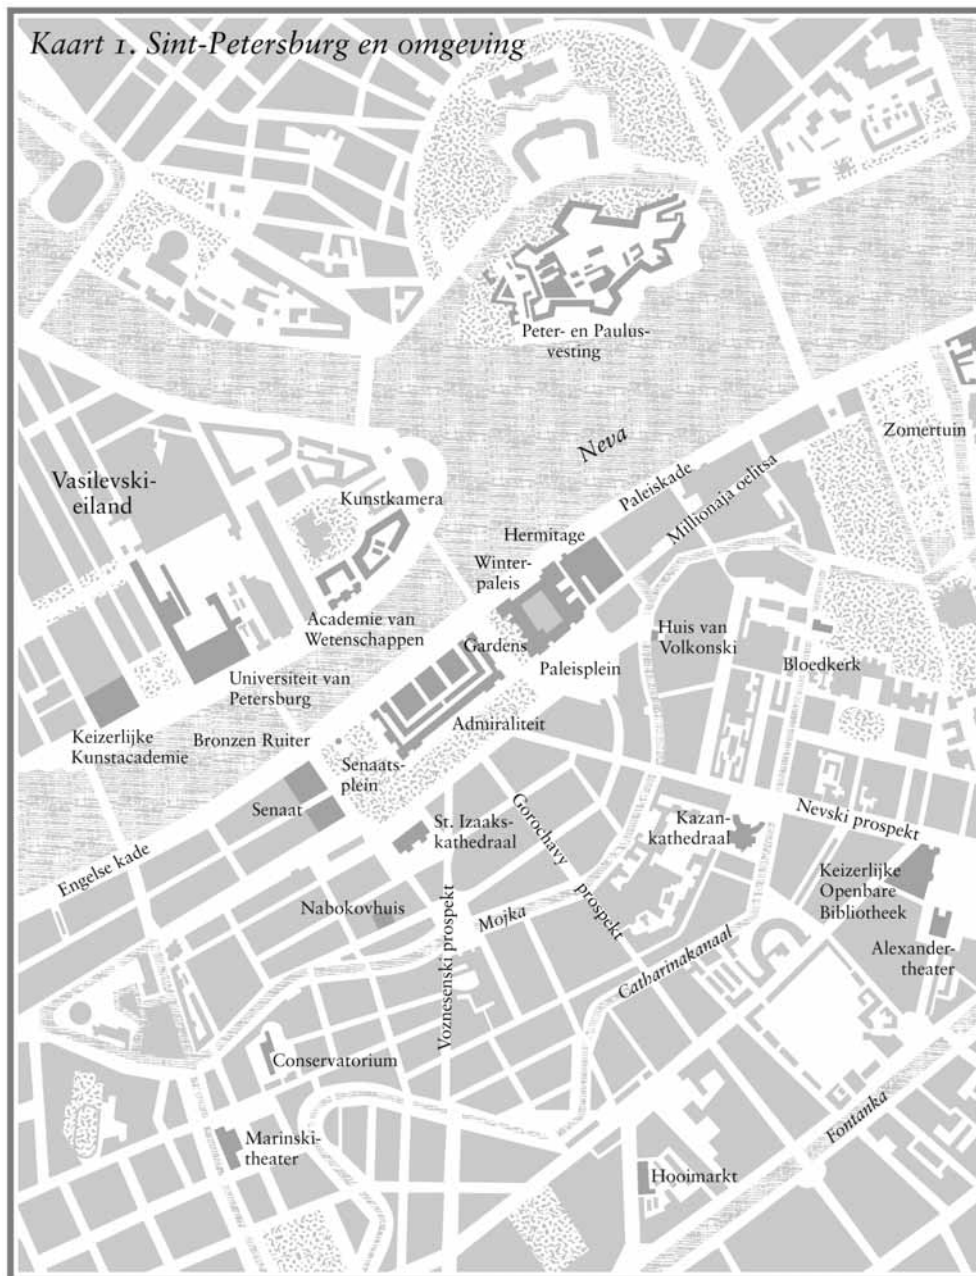 Kaart 1. Sint-Petersburg en omgeving
Peter- en Paulus-
vesting
Neva
Zomertuin
Vasilevski-
eiland
Kunstkamera
Paleiskade
Millionaja oelitsa
Hermitage
Winter-
paleis
Academie van
Wetenschappen
Gardens
Huis van
Volkonski
Paleisplein
Bloedkerk
Universiteit van
Petersburg
Admiraliteit
Keizerlijke
Kunstacademie
Bronzen Ruiter
Senaats-
plein
Senaat
St. Izaaks-
kathedraal
Gorochavy
prospekt
Kazan-
kathedraal
Nevski prospekt
Engelse kade
Keizerlijke
Openbare
Bibliotheek
Nabokovhuis
Mojka
Voznesenski prospekt
Catharinakanaal
Alexander-
theater
Conservatorium
Fontanka
Marinski-
theater
Hooimarkt